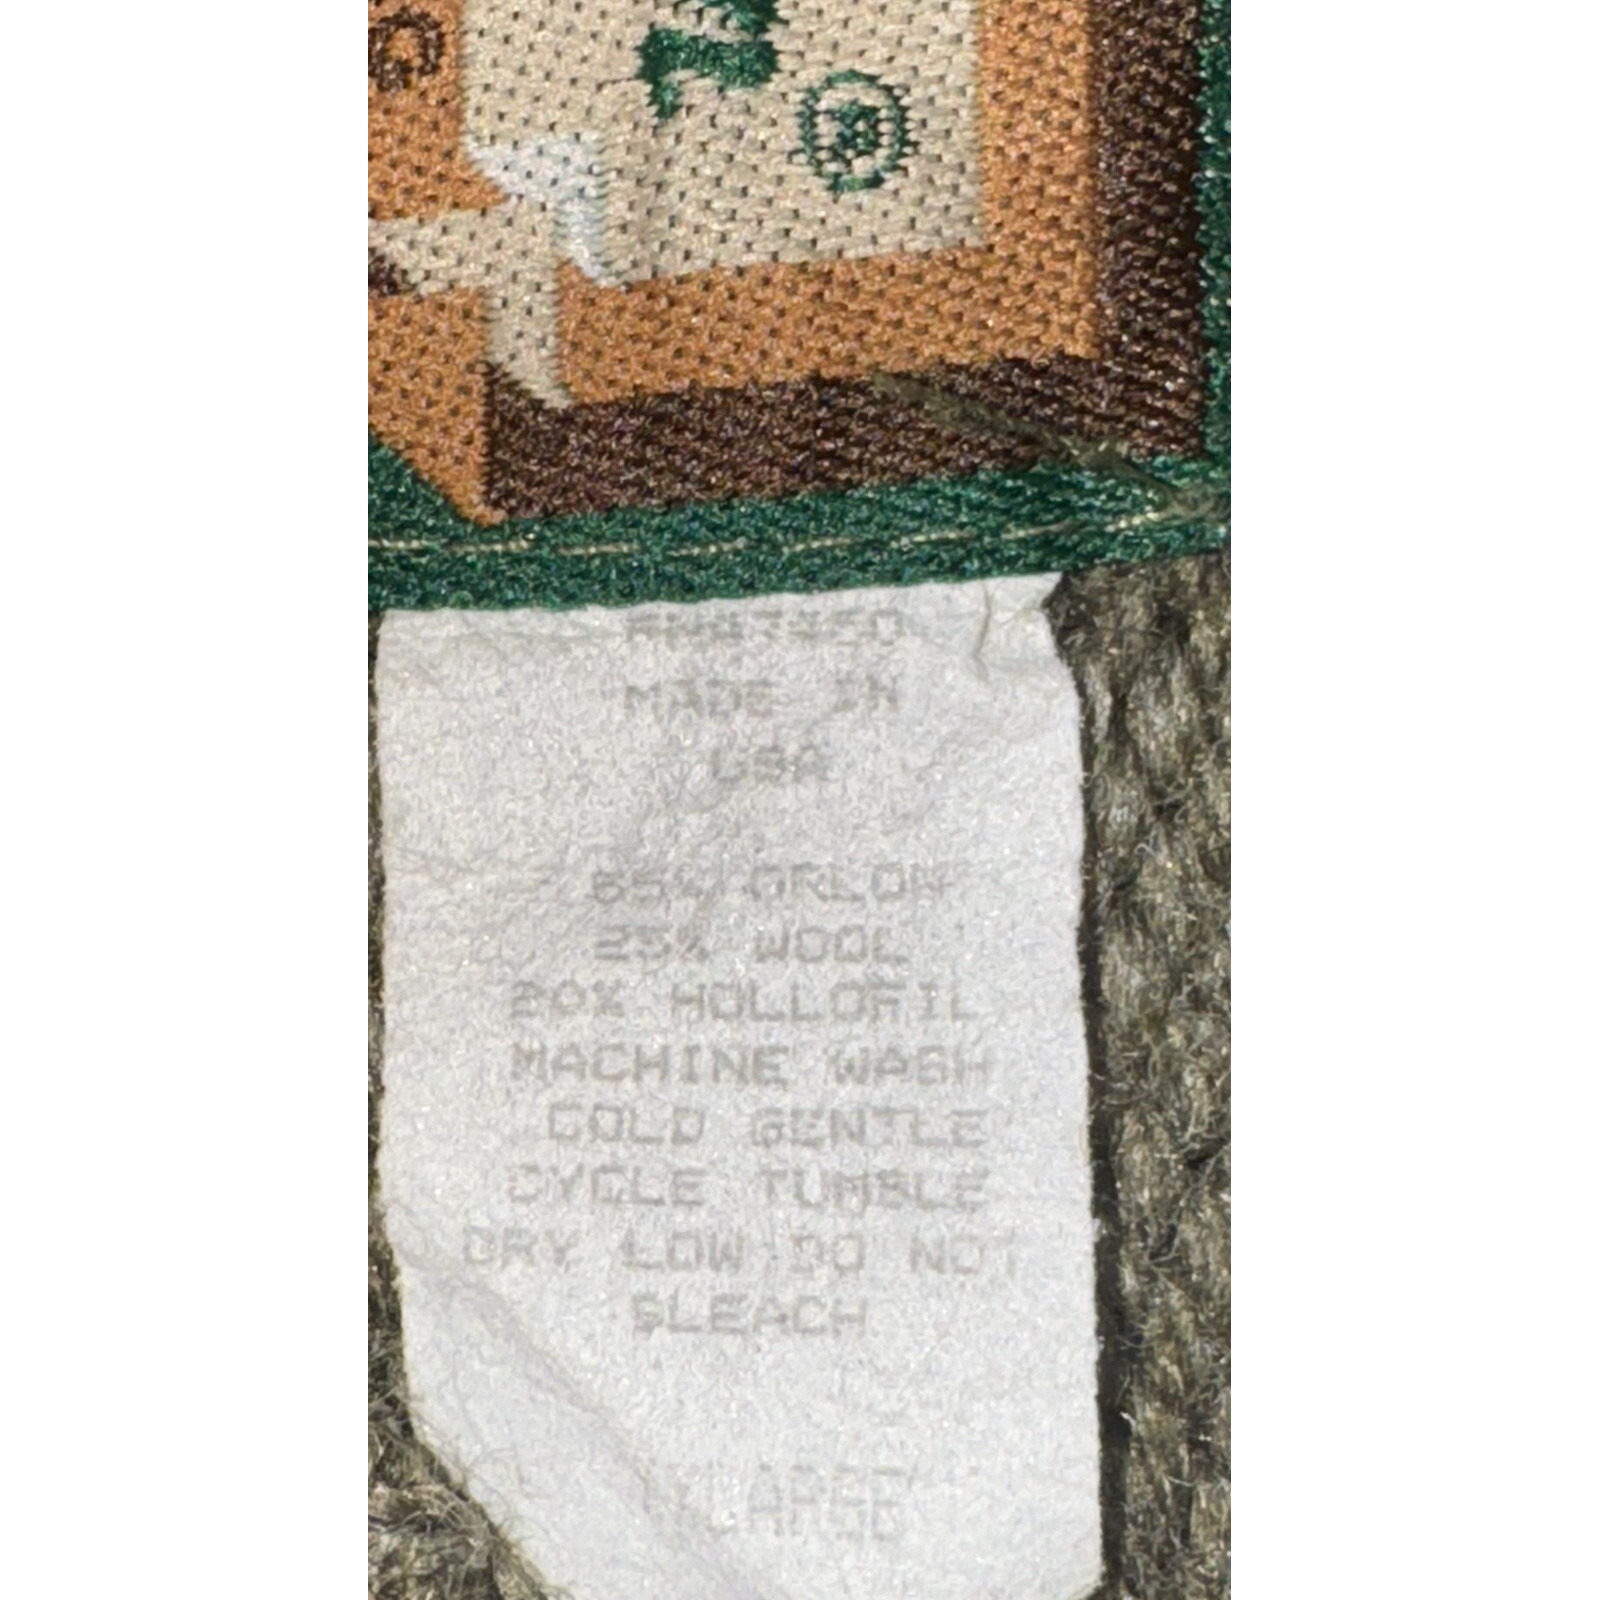 ®
MADE IN
USA
65% ORLON
25% WOOL
20% HOLLOFIL
MACHINE WASH
COLD GENTLE
CYCLE TUMBLE
DRY LOW DO NOT
BLEACH